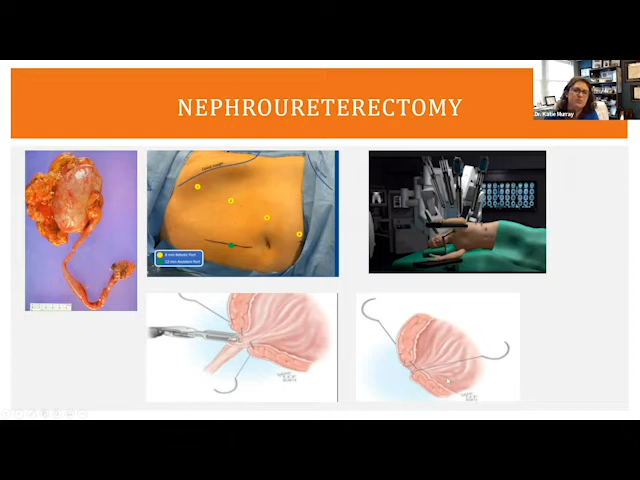 NEPHROURETERECTOMY
Dr. Katie Murray
8 mm Robotic Port
12 mm Assistant Port